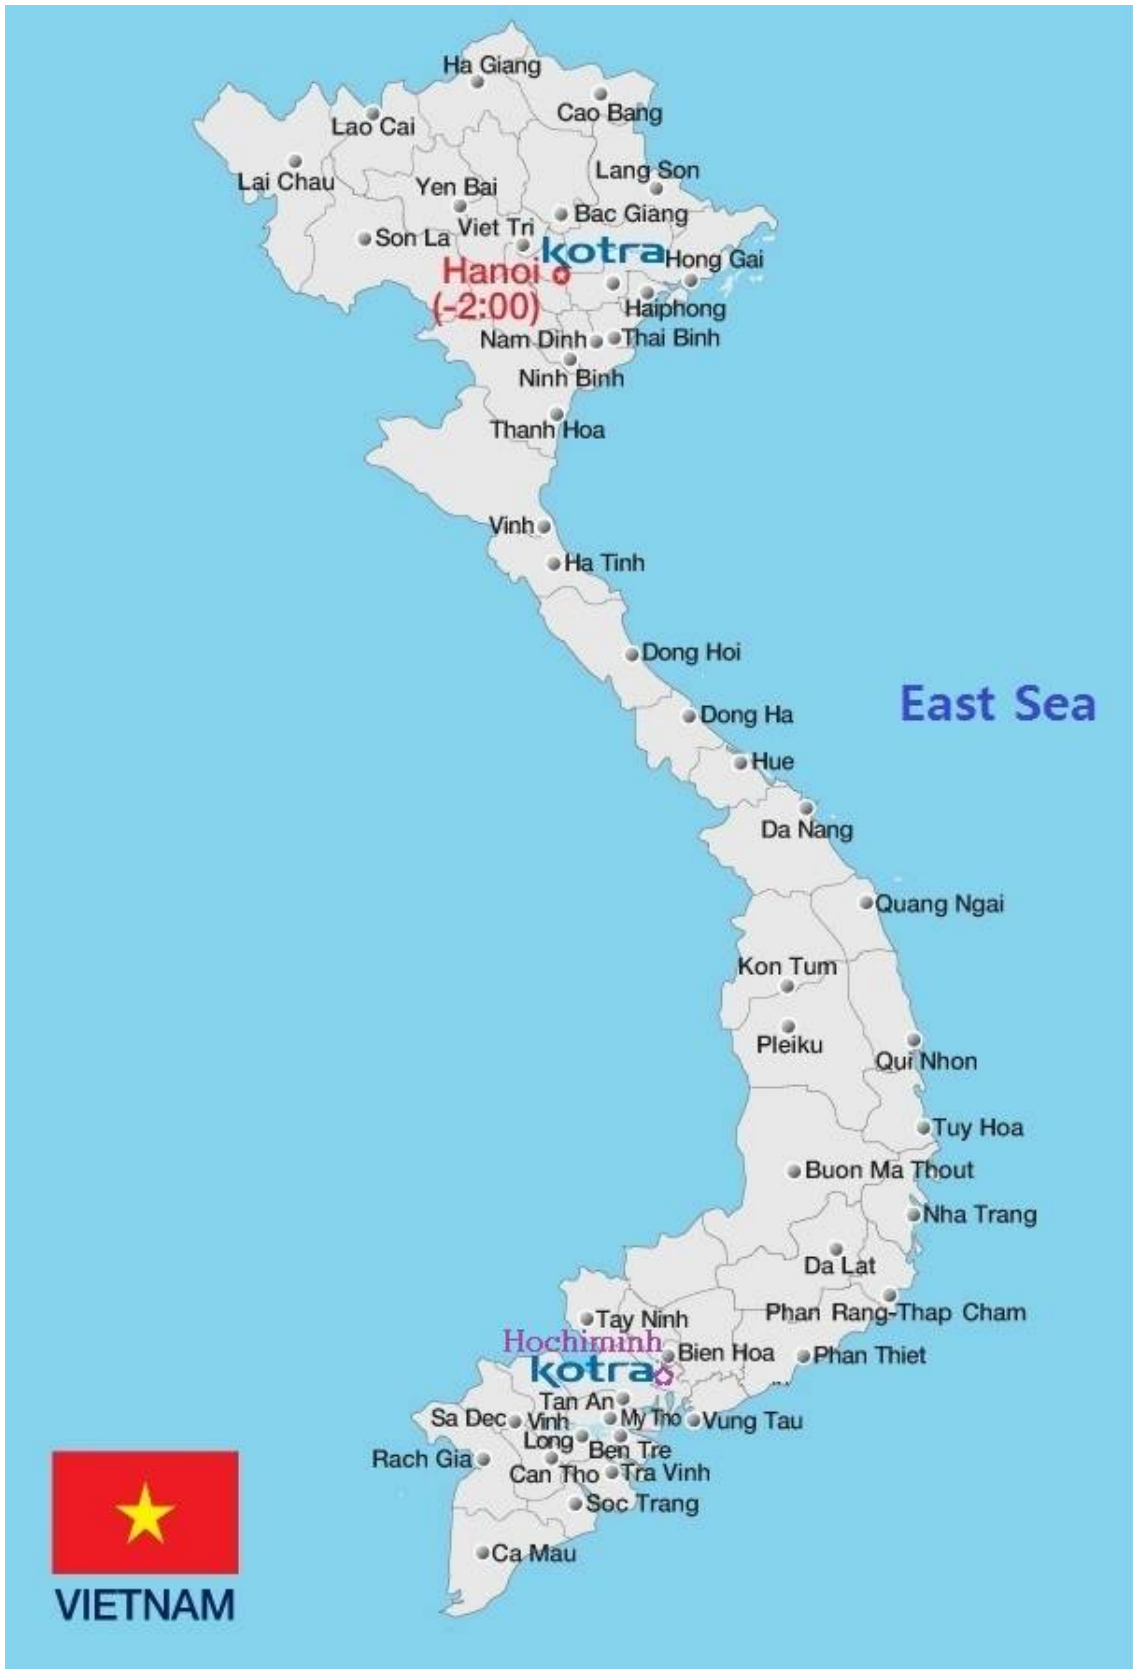 Ha Giang
Cao Bang
Lao Cai
Lang Son
Lai Chau
Yen Bai
Bac Giang
Viet Tri
Son La
kotra
Hong Gai
Hanoi
(-2:00)
Haiphong
Nam Dinh
Thai Binh
Ninh Binh
Thanh Hoa
Vinh
Ha Tinh
Dong Hoi
East Sea
Dong Ha
Hue
Da Nang
Quang Ngai
Kon Tum
Pleiku
Qui Nhon
Tuy Hoa
Buon Ma Thout
Nha Trang
Da Lat
Phan Rang-Thap Cham
Tay Ninh
Hochiminh
Bien Hoa
Phan Thiet
kotra
Tan An
Sa Dec
Vinh
Long
My Tho
Vung Tau
Ben Tre
Rach Gia
Can Tho
Tra Vinh
Soc Trang
Ca Mau
VIETNAM